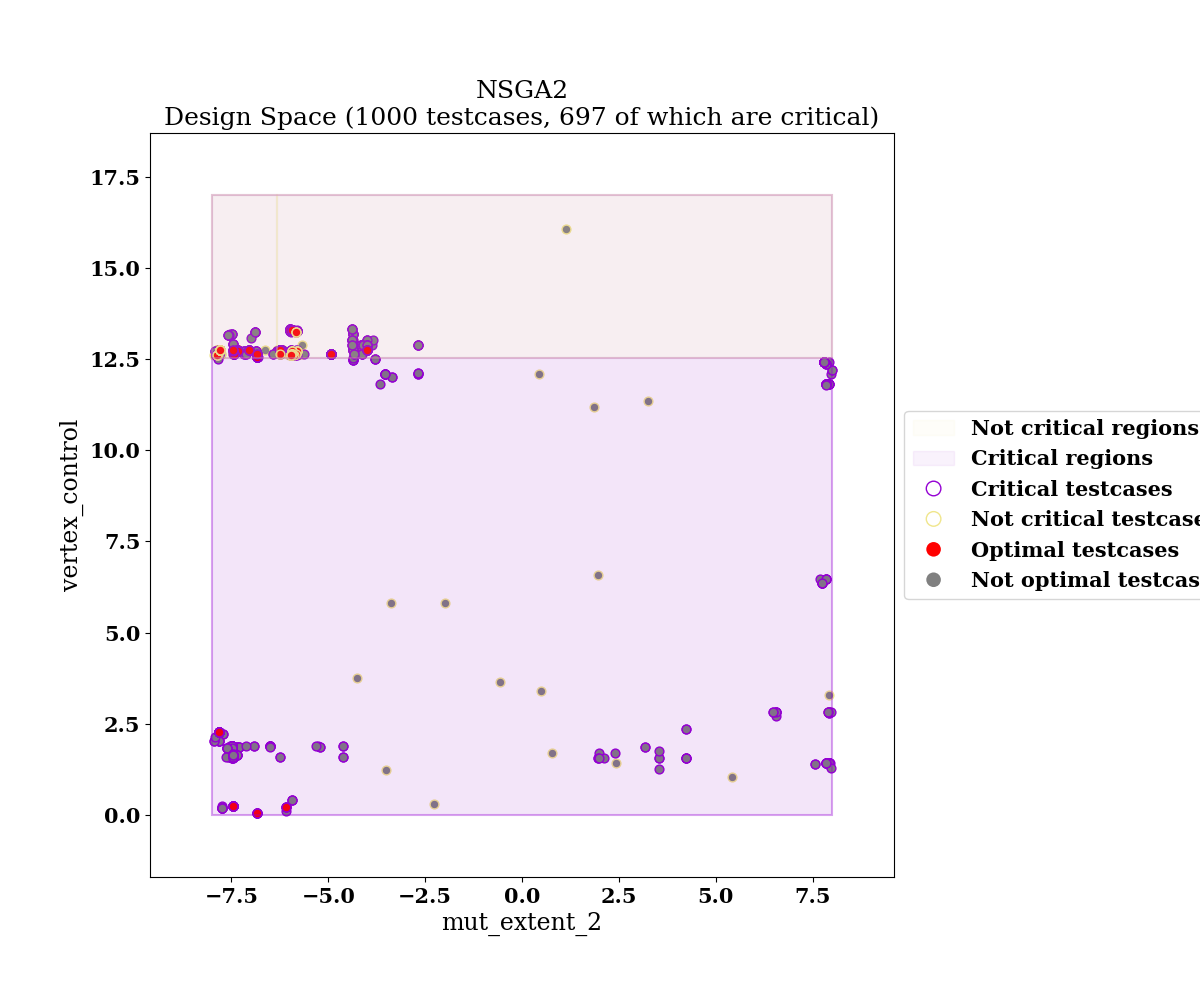 NSGA2
Design Space (1000 testcases, 697 of which are critical)
vertex_control
17.5
15.0
12.5
10.0
7.5
5.0
2.5
0.0
−7.5 −5.0 −2.5 0.0 2.5 5.0 7.5
mut_extent_2
Not critical regions
Critical regions
Critical testcases
Not critical testcase
Optimal testcases
Not optimal testcas